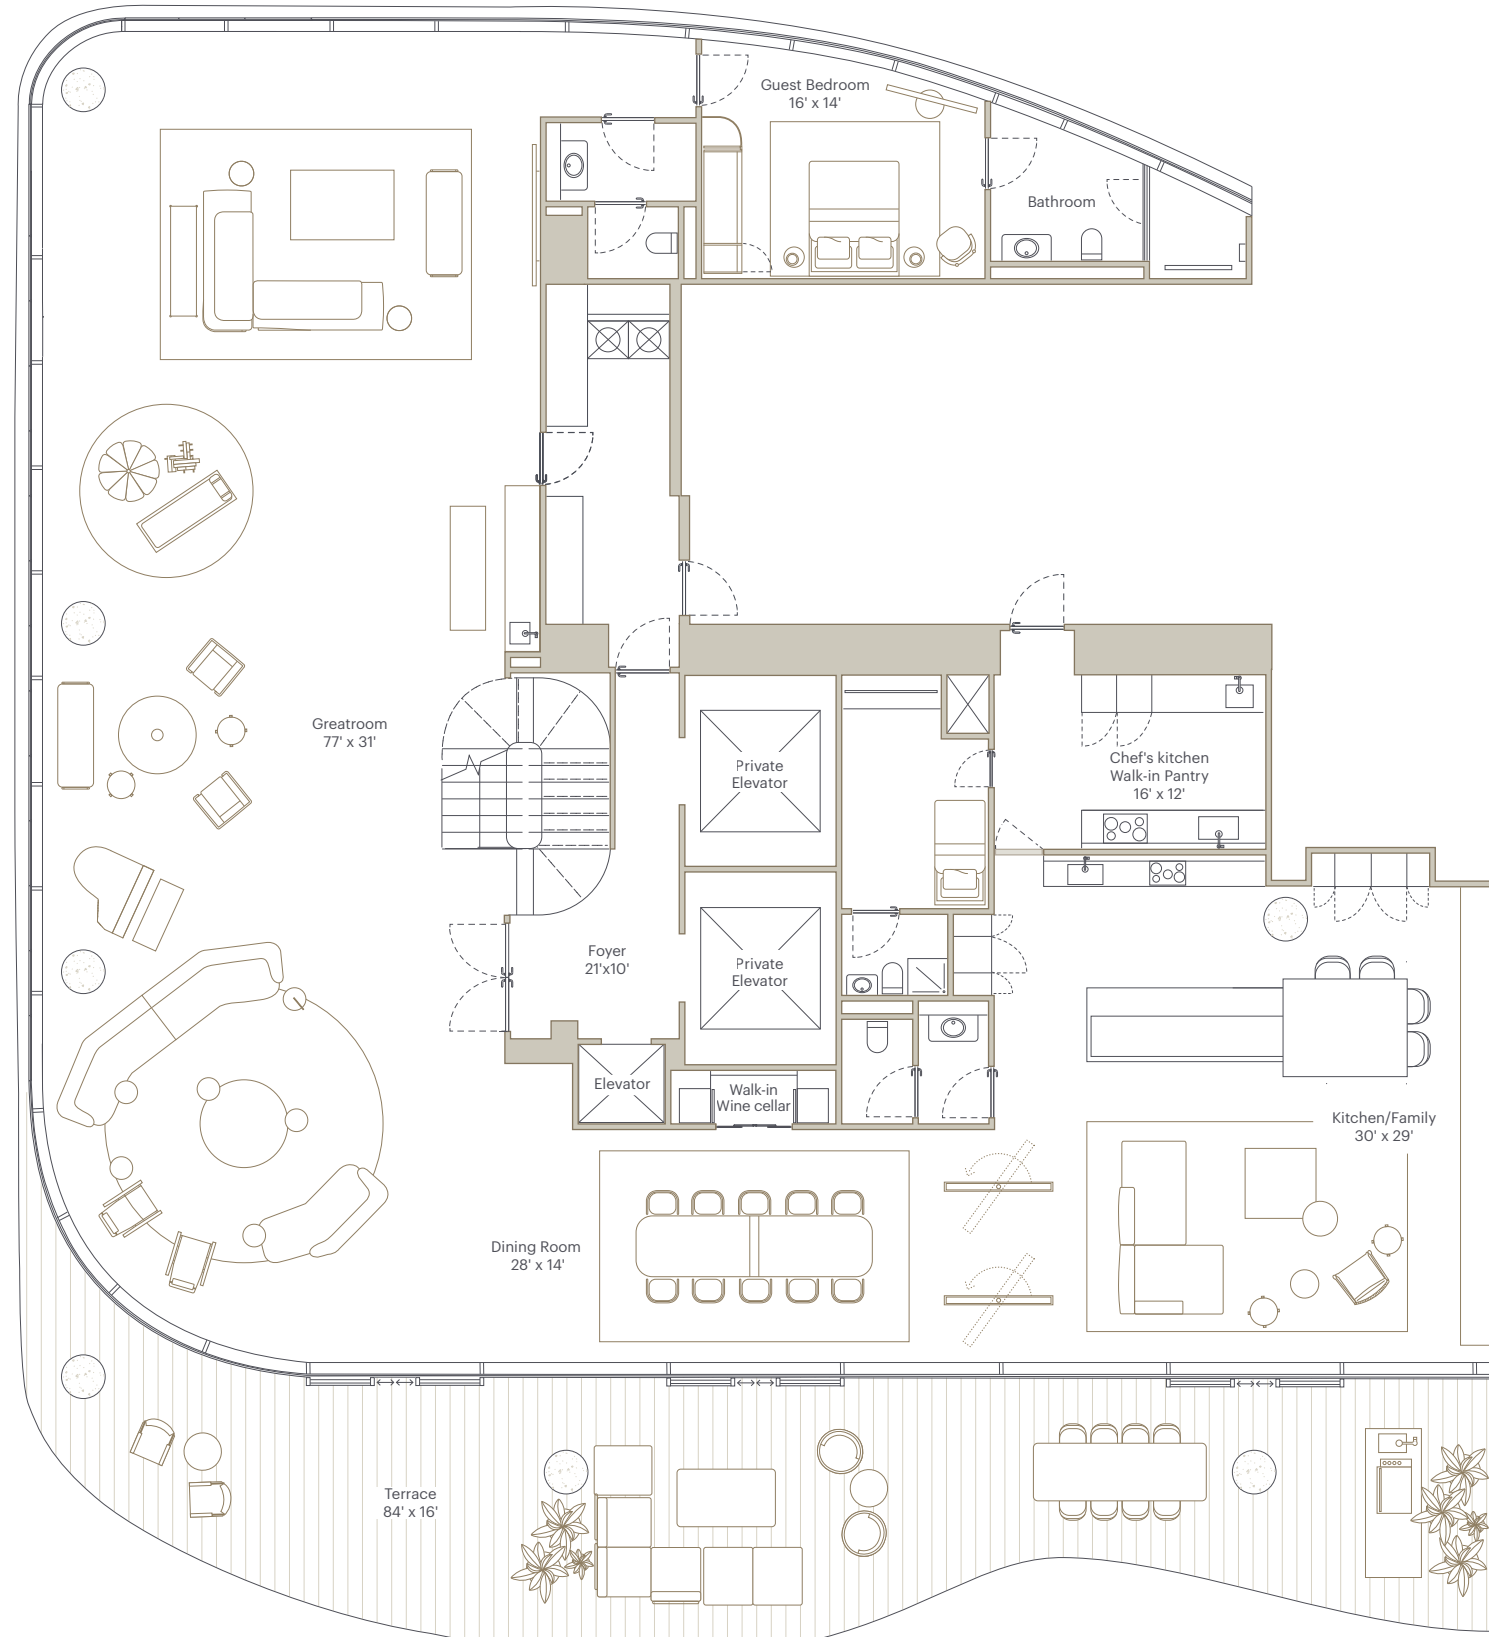 Guest Bedroom
16' x 14'
Bathroom
Greatroom
77' x 31'
Private
Elevator
Chef's kitchen
Walk-in Pantry
16' x 12'
Foyer
21'x10'
Private
Elevator
Elevator
Walk-in
Wine cellar
Kitchen/Family
30' x 29'
Dining Room
28' x 14'
Terrace
84' x 16'